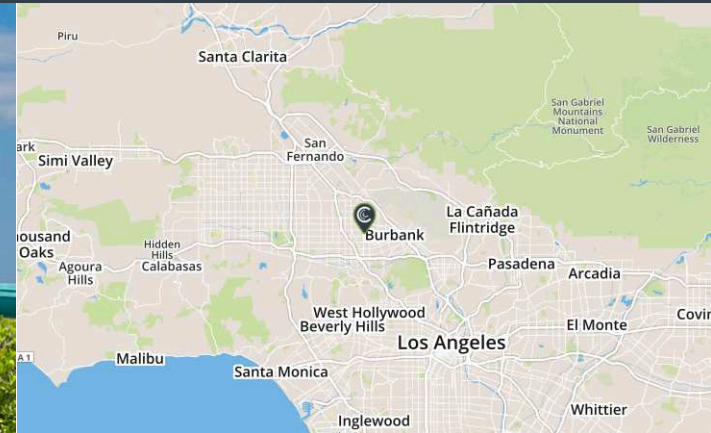 Piru
Santa Clarita
San Gabriel
Mountains
National
Monument
San Gabriel
Wilderness
ark
Simi Valley
San
Fernando
La Cañada
Flintridge
Burbank
housand
Oaks
Hidden
Hills
Calabasas
Agoura
Hills
Pasadena
Arcadia
West Hollywood
Beverly Hills
El Monte
Covin
Los Angeles
A 1
Malibu
Santa Monica
Whittier
Inglewood